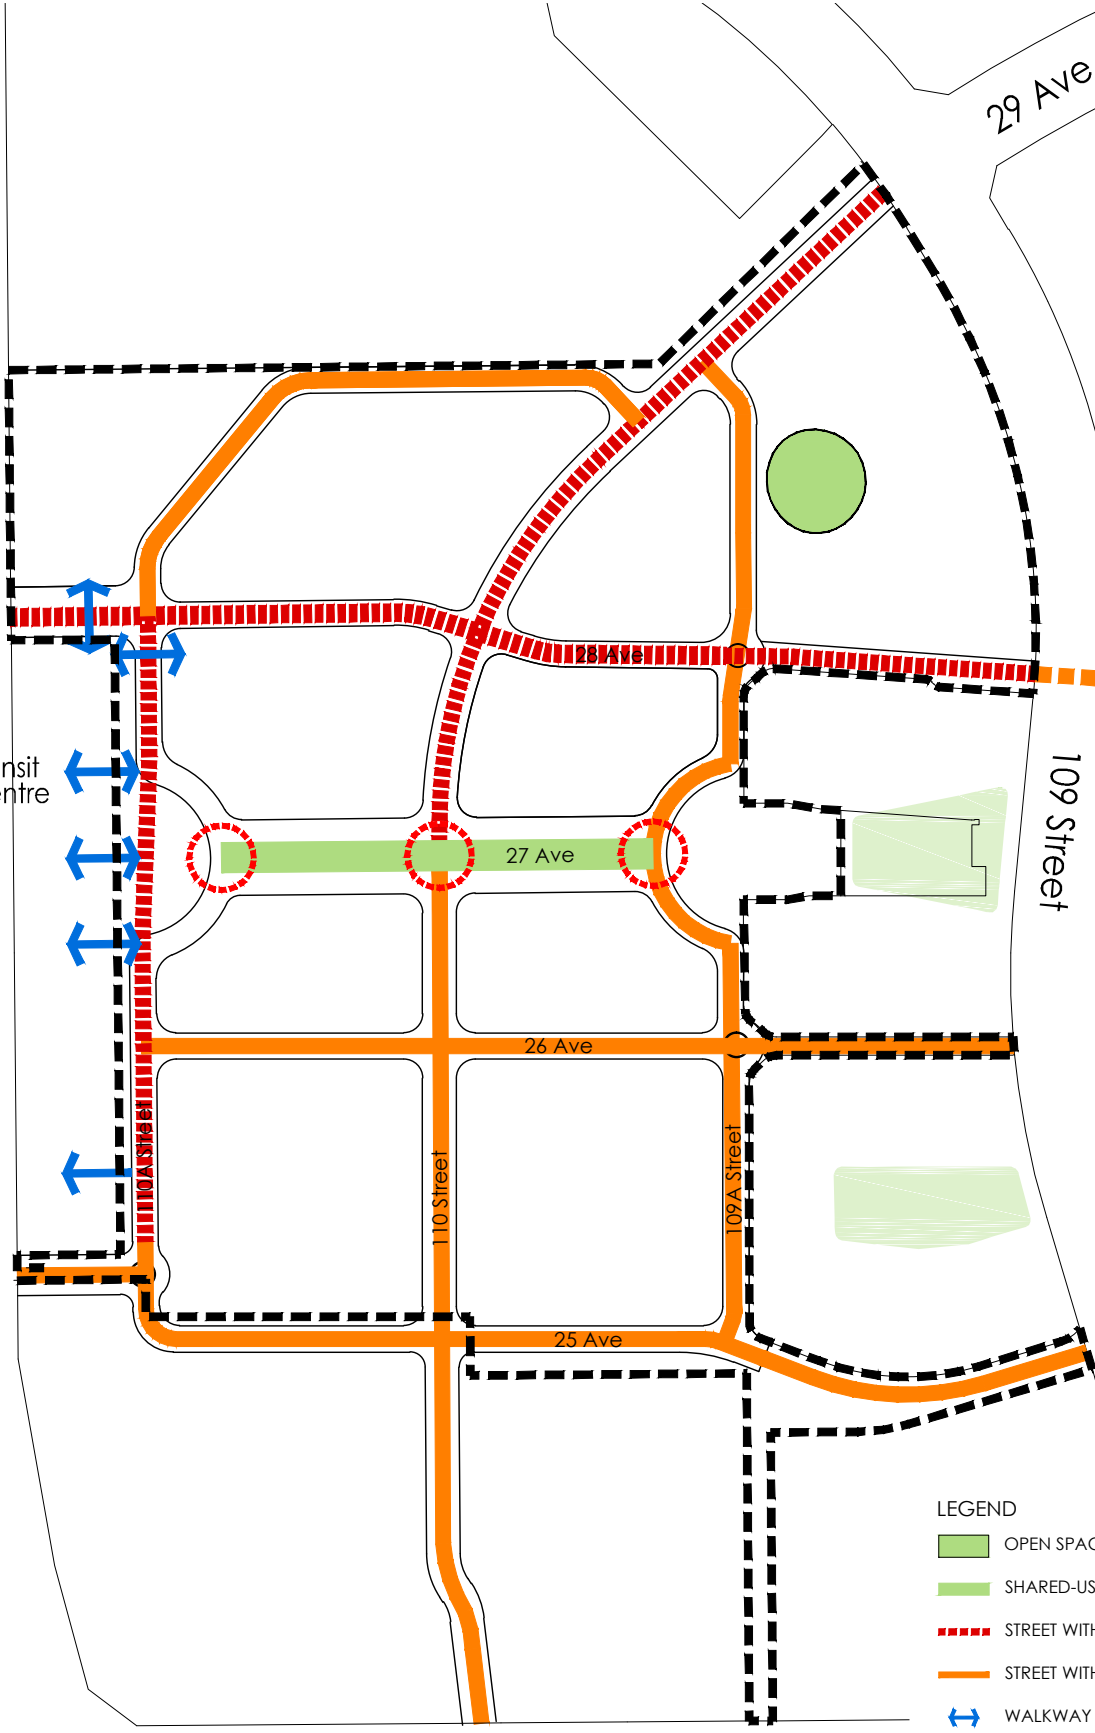 29 Ave
28 Ave
nsit
entre
109 Street
27 Ave
26 Ave
110A Street
110 Street
109A Street
25 Ave
LEGEND
OPEN SPAC
SHARED-US
STREET WITH
STREET WITH
WALKWAY